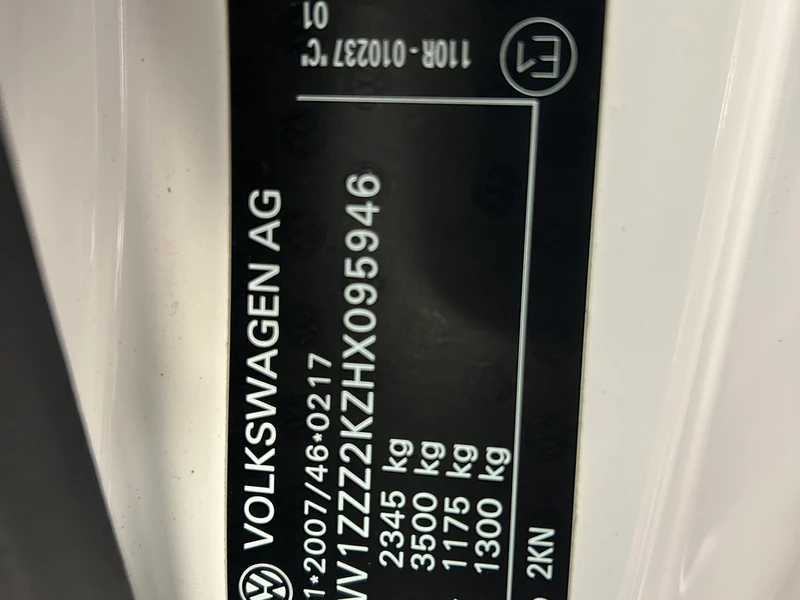 VOLKSWAGEN AG
1*2007/46*0217
WV1ZZZ2KZHX095946
2345 kg
3500 kg
1175 kg
1300 kg
2KN
E1
110R-010237"C"
01